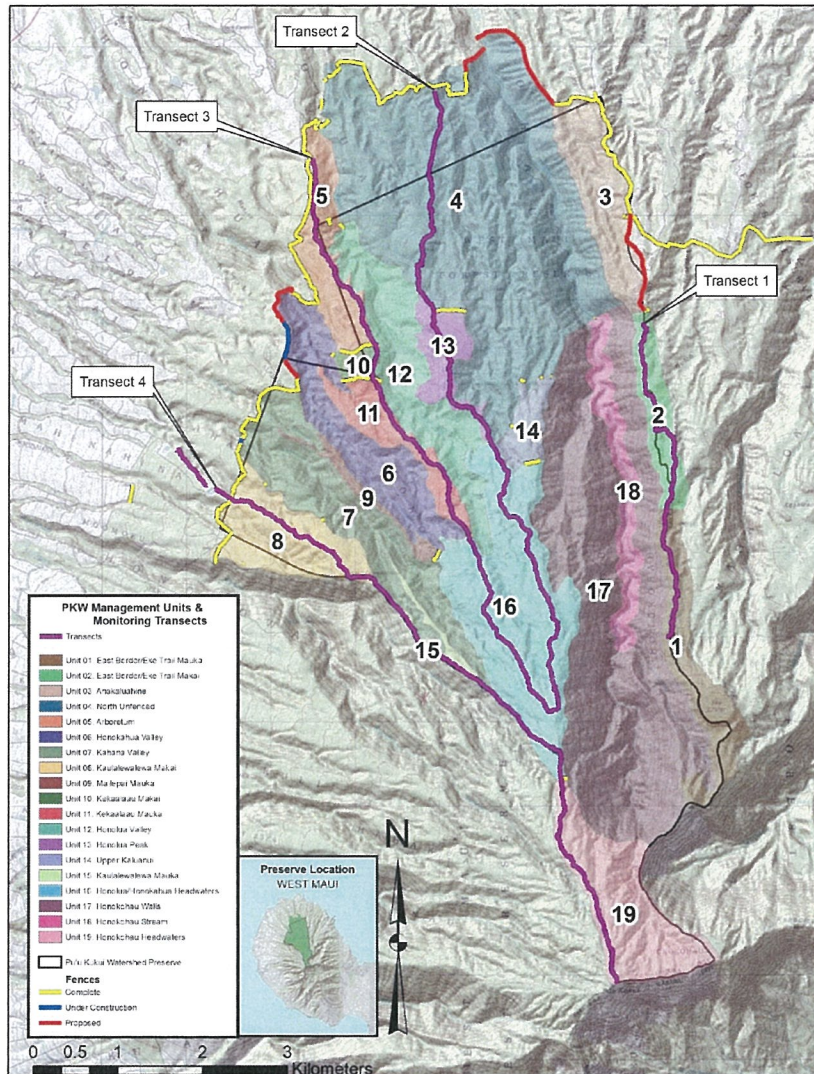 Transect 2
Transect 3
5
4
3
Transect 1
13
10
12
Transect 4
2
11
14
18
6
9
7
8
17
16
1
15
19
PKW Management Units &
Monitoring Transects
Transects
Unit 01. East Border/Eke Trail Mauka
Unit 02. East Border/Eke Trail Makai
Unit 03. Anakaluahine
Unit 04. North Unfenced
Unit 05. Arboretum
Unit 06. Honokahua Valley
Unit 07. Kahana Valley
Unit 08. Kaulalewalewa Makai
Unit 09. Mailepai Mauka
Unit 10. Kekaalaau Makai
Unit 11. Kekaalaau Mauka
Unit 12. Honolua Valley
Unit 13. Honolua Peak
Unit 14. Upper Kaluanui
Unit 15. Kaulalewalewa Mauka
Unit 16. Honolua/Honokahua Headwaters
Unit 17. Honokohau Walls
Unit 18. Honokohau Stream
Unit 19. Honokohau Headwaters
Pu'u Kukui Watershed Preserve
Fences
Complete
Under Construction
Proposed
Preserve Location
WEST MAUI
N
0 0.5 1 2 3
Kilometers